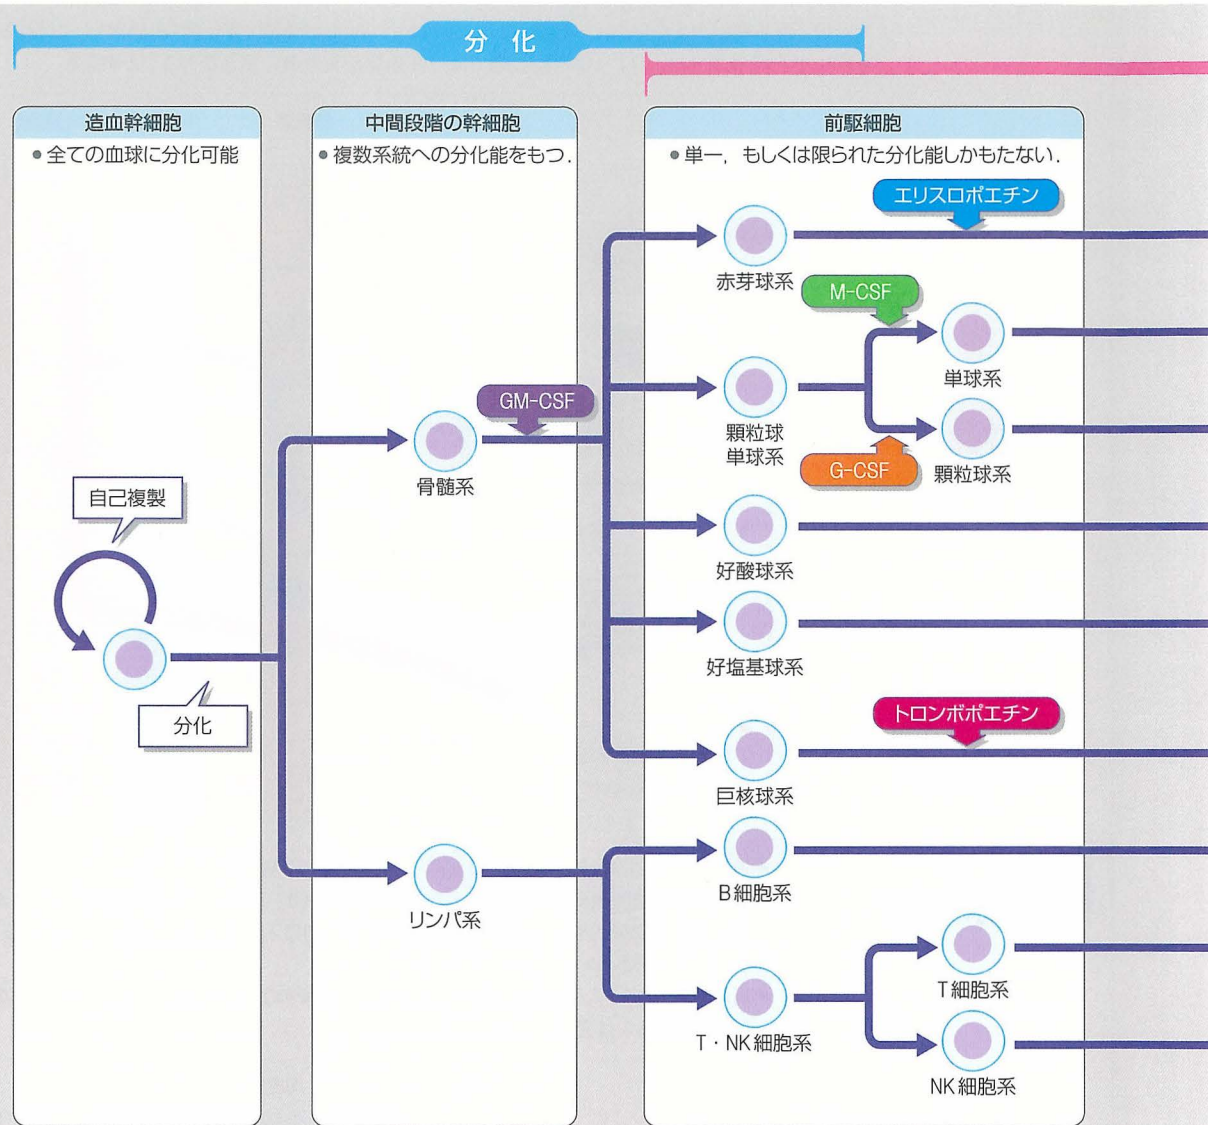 分 化
造血幹細胞
● 全ての血球に分化可能
自己複製
分化
中間段階の幹細胞
● 複数系統への分化能をもつ.
骨髄系
GM-CSF
リンパ系
前駆細胞
● 単一，もしくは限られた分化能しかもたない.
エリスロポエチン
赤芽球系
M-CSF
単球系
顆粒球
単球系
G-CSF
顆粒球系
好酸球系
好塩基球系
トロンボポエチン
巨核球系
B細胞系
T細胞系
T・NK細胞系
NK細胞系